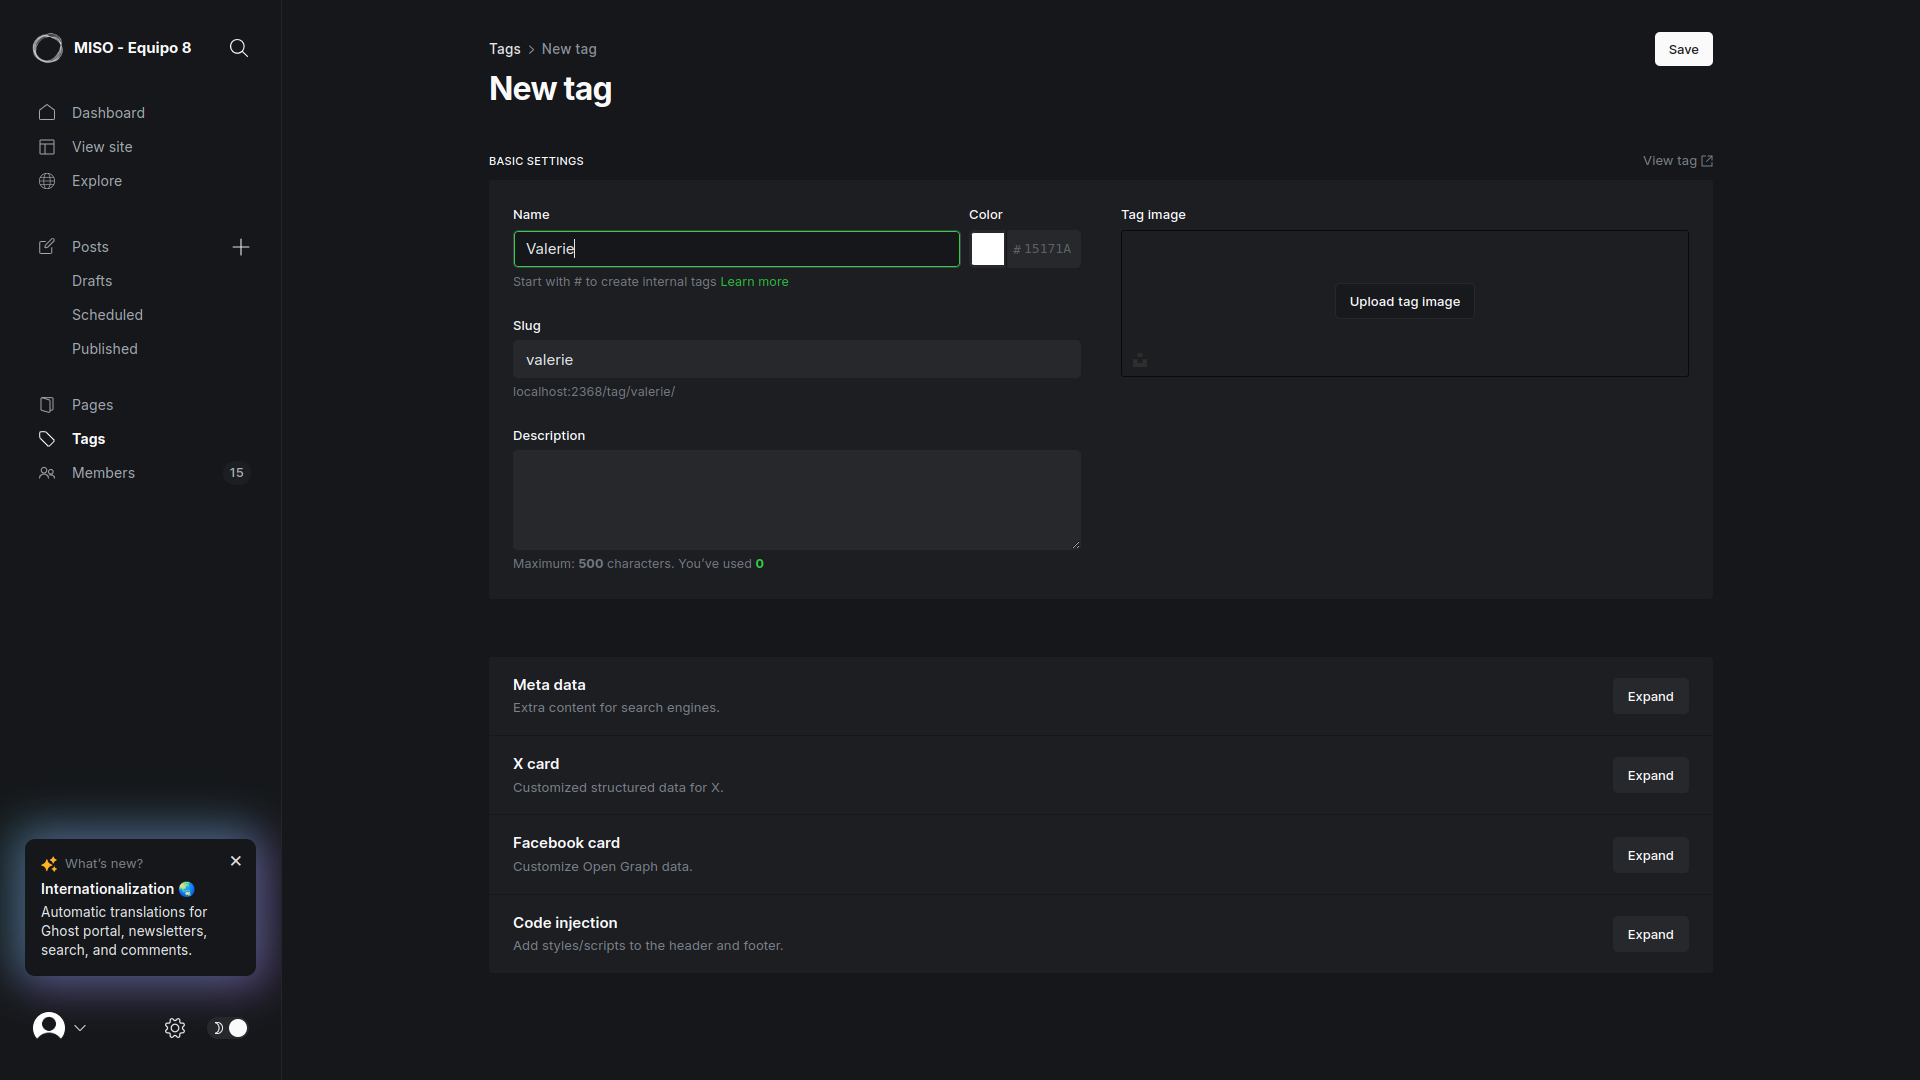 MISO - Equipo 8
Dashboard
View site
Explore
Posts
Drafts
Scheduled
Published
Pages
Tags
Members 15
What's new?
Internationalization 🌏
Automatic translations for
Ghost portal, newsletters,
search, and comments.
Tags > New tag
Save
New tag
BASIC SETTINGS
View tag
Name
Valerie
Start with # to create internal tags Learn more
Color
# 15171A
Slug
valerie
localhost:2368/tag/valerie/
Description
Maximum: 500 characters. You've used 0
Tag image
Upload tag image
Meta data
Extra content for search engines.
Expand
X card
Customized structured data for X.
Expand
Facebook card
Customize Open Graph data.
Expand
Code injection
Add styles/scripts to the header and footer.
Expand